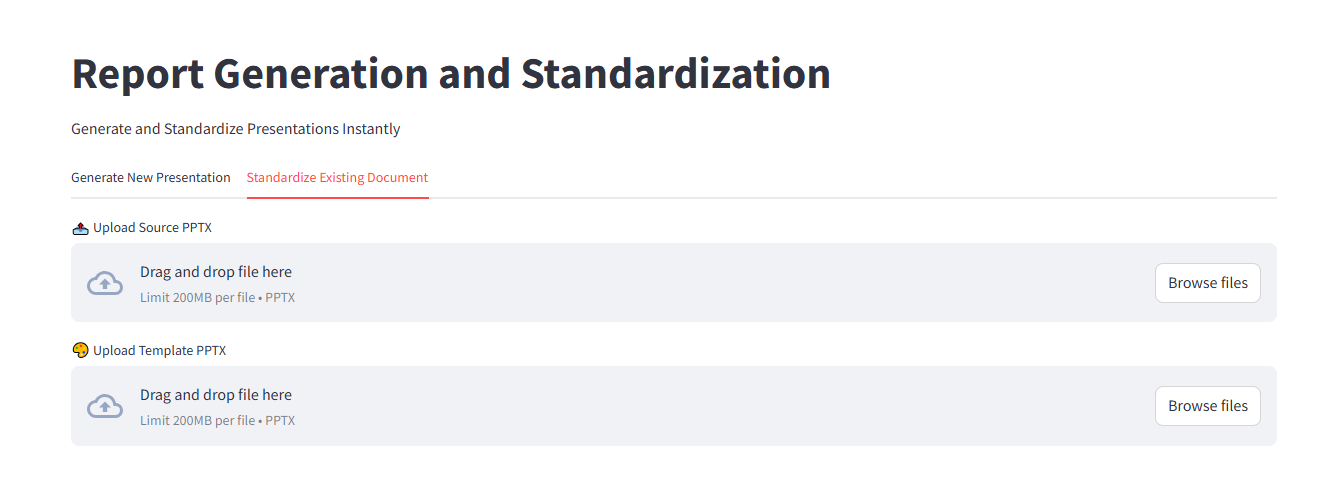 Report Generation and Standardization
Generate and Standardize Presentations Instantly
Generate New Presentation Standardize Existing Document
Upload Source PPTX
Drag and drop file here
Limit 200MB per file • PPTX
Browse files
Upload Template PPTX
Drag and drop file here
Limit 200MB per file • PPTX
Browse files